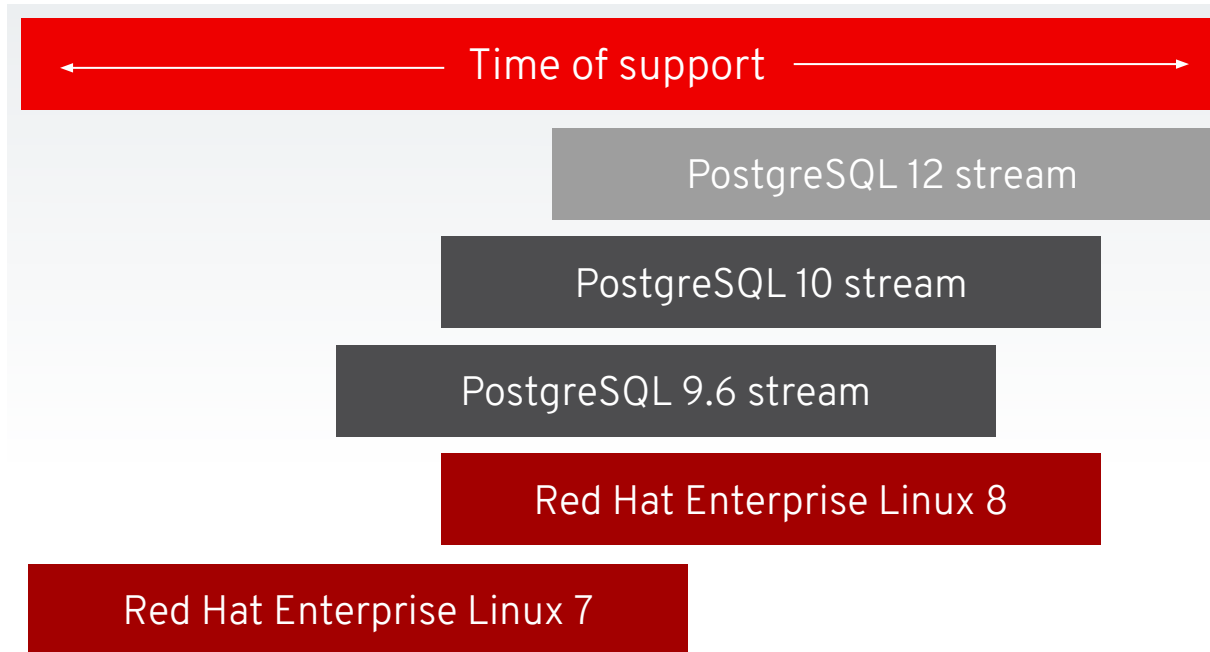 Time of support
PostgreSQL 12 stream
PostgreSQL 10 stream
PostgreSQL 9.6 stream
Red Hat Enterprise Linux 8
Red Hat Enterprise Linux 7